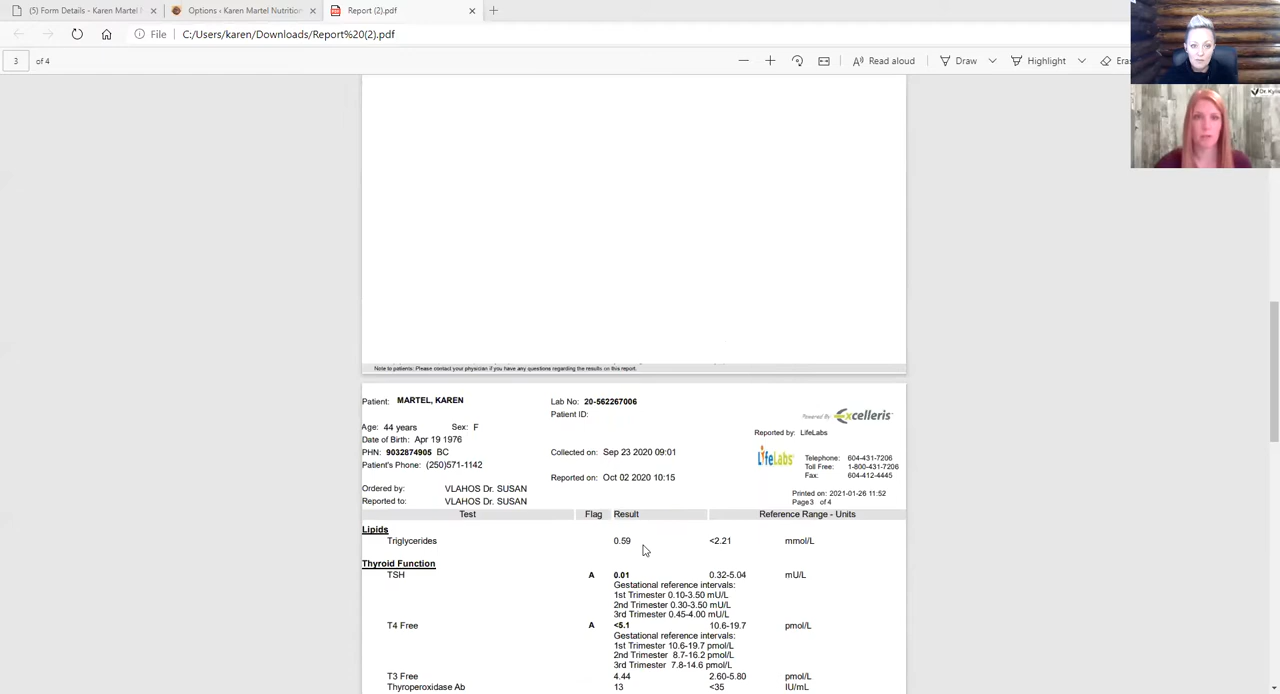 (5) Form Details - Karen Martel
Options ‹ Karen Martel Nutrition
Report (2).pdf
File C:/Users/karen/Downloads/Report%20(2).pdf
3 of 4 Read aloud Draw Highlight
Note to patients: Please contact your physician if you have any questions regarding the results on this report.
Patient: MARTEL, KAREN Lab No: 20-562267006
Patient ID:
Powered By Excelleris
Age: 44 years Sex: F
Reported by: LifeLabs
Date of Birth: Apr 19 1976
PHN: 9032874905 BC Collected on: Sep 23 2020 09:01
LifeLabs Telephone: 604-431-7206
Patient's Phone: (250)571-1142
Toll Free: 1-800-431-7206
Fax: 604-412-4445
Reported on: Oct 02 2020 10:15
Ordered by: VLAHOS Dr. SUSAN
Printed on: 2021-01-26 11:52
Reported to: VLAHOS Dr. SUSAN
Page3 of 4
Test Flag Result Reference Range - Units
Lipids
Triglycerides 0.59 <2.21 mmol/L
Thyroid Function
TSH A 0.01 0.32-5.04 mU/L
Gestational reference intervals:
1st Trimester 0.10-3.50 mU/L
2nd Trimester 0.30-3.50 mU/L
3rd Trimester 0.45-4.00 mU/L
T4 Free A <5.1 10.6-19.7 pmol/L
Gestational reference intervals:
1st Trimester 10.6-19.7 pmol/L
2nd Trimester 8.7-16.2 pmol/L
3rd Trimester 7.8-14.6 pmol/L
T3 Free 4.44 2.60-5.80 pmol/L
Thyroperoxidase Ab 13 <35 IU/mL